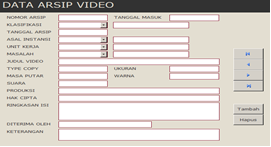 DATA ARSIP VIDEO
NOMOR ARSIP TANGGAL MASUK
KLASIFIKASI
TANGGAL ARSIP
ASAL INSTANSI
UNIT KERJA
MASALAH
JUDUL VIDEO
TYPE COPY UKURAN
MASA PUTAR WARNA
SUARA
PRODUKSI
HAK CIPTA
RINGKASAN ISI
DITERIMA OLEH
KETERANGAN
Tambah
Hapus